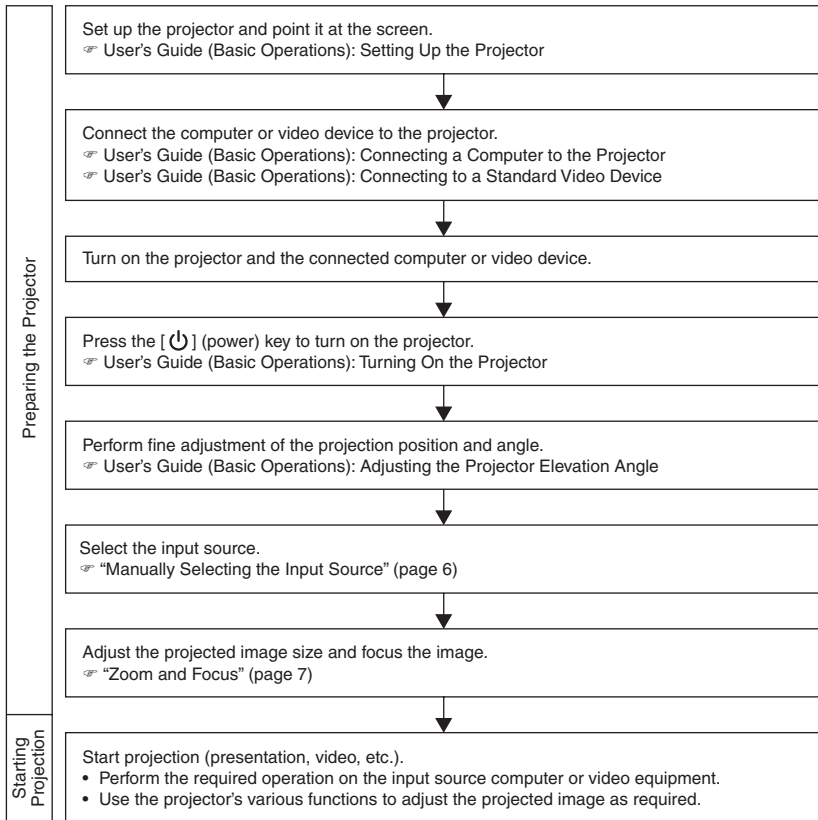 Preparing the Projector
Set up the projector and point it at the screen.
☞ User's Guide (Basic Operations): Setting Up the Projector
Connect the computer or video device to the projector.
☞ User's Guide (Basic Operations): Connecting a Computer to the Projector
☞ User's Guide (Basic Operations): Connecting to a Standard Video Device
Turn on the projector and the connected computer or video device.
Press the [⏻] (power) key to turn on the projector.
☞ User's Guide (Basic Operations): Turning On the Projector
Perform fine adjustment of the projection position and angle.
☞ User's Guide (Basic Operations): Adjusting the Projector Elevation Angle
Select the input source.
☞ “Manually Selecting the Input Source” (page 6)
Adjust the projected image size and focus the image.
☞ “Zoom and Focus” (page 7)
Starting
Projection
Start projection (presentation, video, etc.).
• Perform the required operation on the input source computer or video equipment.
• Use the projector's various functions to adjust the projected image as required.